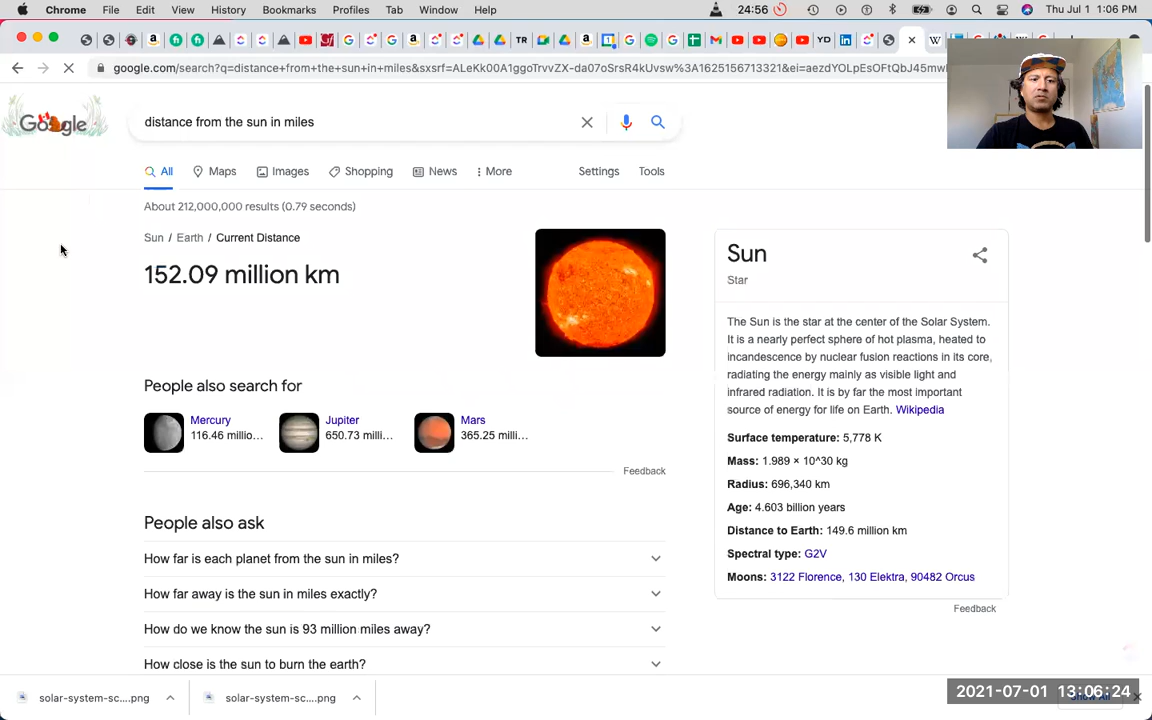 Chrome File Edit View History Bookmarks Profiles Tab Window Help 24:56 Thu Jul 1 1:06 PM
TR YD W
google.com/search?q=distance+from+the+sun+in+miles&sxsrf=ALeKk00A1ggoTrvvZX-da07oSrsR4kUvsw%3A1625156713321&ei=aezdYOLpEsOFtQbJ45mwl
Google
distance from the sun in miles
All Maps Images Shopping News More Settings Tools
About 212,000,000 results (0.79 seconds)
Sun / Earth / Current Distance
152.09 million km
People also search for
Mercury
116.46 millio...
Jupiter
650.73 milli...
Mars
365.25 milli...
Feedback
People also ask
How far is each planet from the sun in miles?
How far away is the sun in miles exactly?
How do we know the sun is 93 million miles away?
How close is the sun to burn the earth?
Sun
Star
The Sun is the star at the center of the Solar System.
It is a nearly perfect sphere of hot plasma, heated to
incandescence by nuclear fusion reactions in its core,
radiating the energy mainly as visible light and
infrared radiation. It is by far the most important
source of energy for life on Earth. Wikipedia
Surface temperature: 5,778 K
Mass: 1.989 × 10^30 kg
Radius: 696,340 km
Age: 4.603 billion years
Distance to Earth: 149.6 million km
Spectral type: G2V
Moons: 3122 Florence, 130 Elektra, 90482 Orcus
Feedback
solar-system-sc....png
solar-system-sc....png
2021-07-01 13:06:24